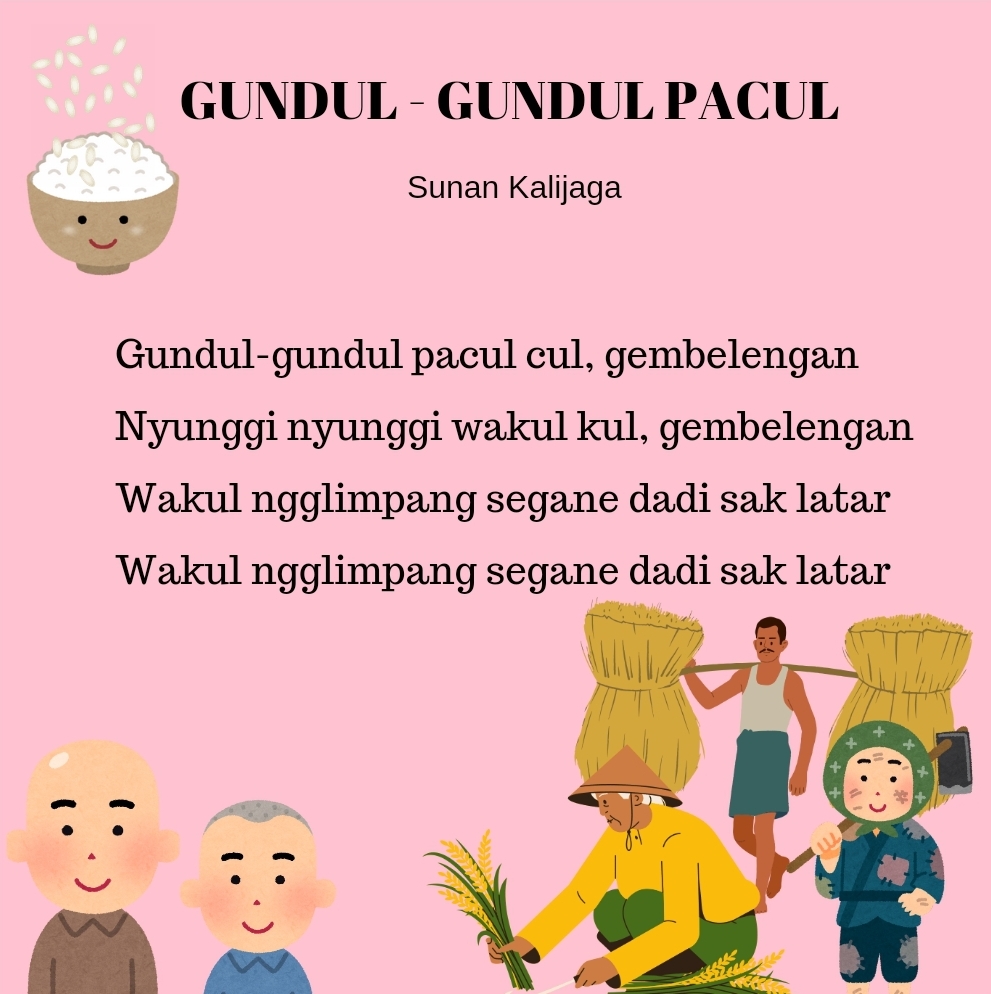 GUNDUL - GUNDUL PACUL
Sunan Kalijaga
Gundul-gundul pacul cul, gembelengan
Nyunggi nyunggi wakul kul, gembelengan
Wakul ngglimpang segane dadi sak latar
Wakul ngglimpang segane dadi sak latar